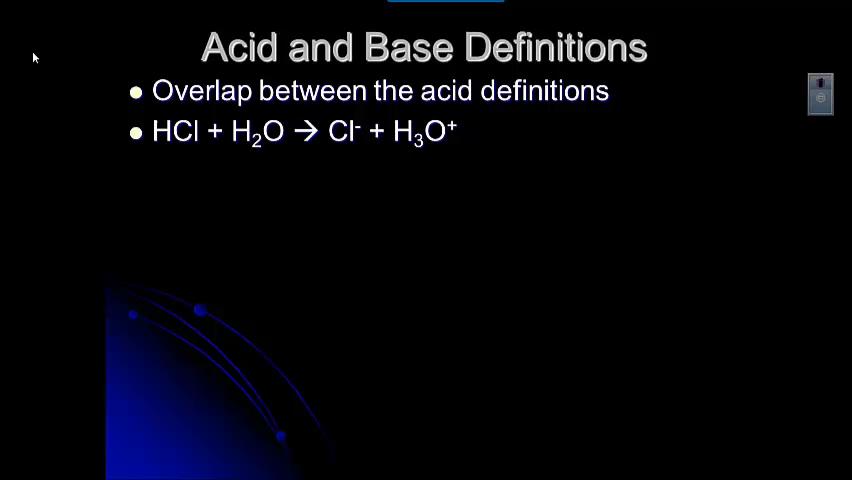 Acid and Base Definitions
Overlap between the acid definitions
HCl + H₂O → Cl⁻ + H₃O⁺